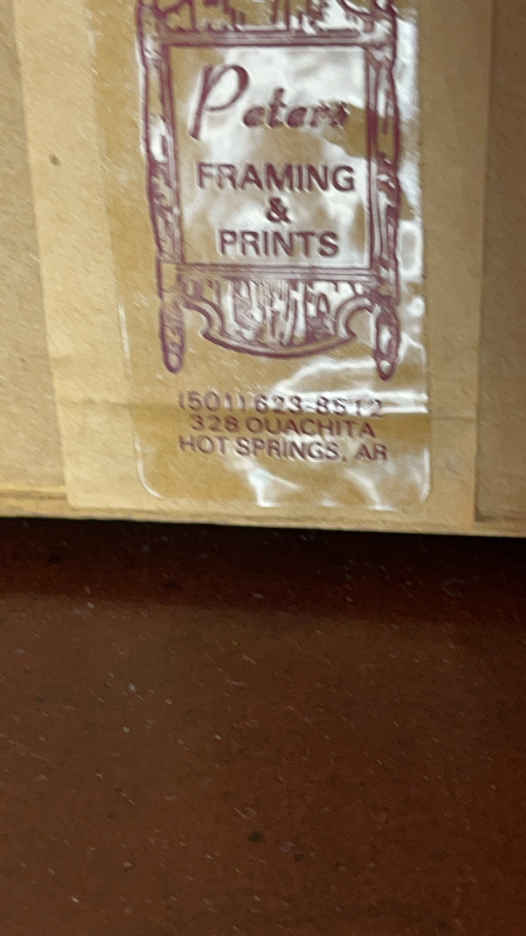 Peters
FRAMING
&
PRINTS
(501) 623-8512
328 OUACHITA
HOT SPRINGS, AR